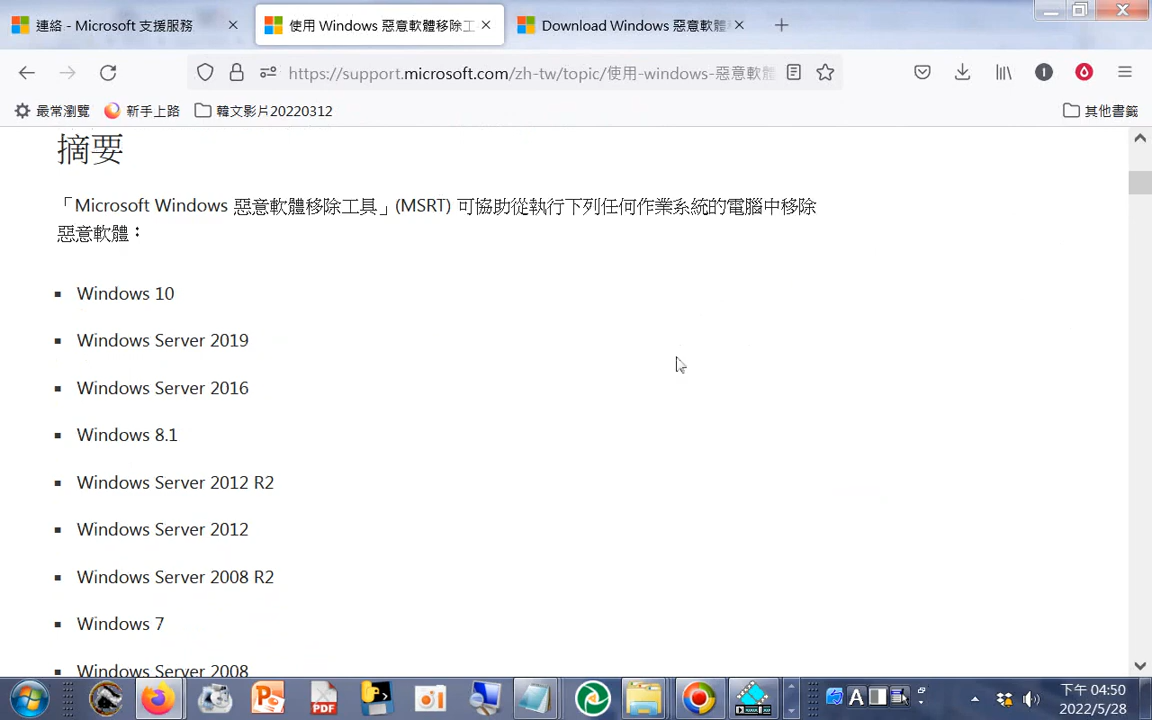 連絡 - Microsoft 支援服務
使用 Windows 惡意軟體移除工
Download Windows 惡意軟體
https://support.microsoft.com/zh-tw/topic/使用-windows-惡意軟體
最常瀏覽
新手上路
韓文影片20220312
其他書籤
摘要
「Microsoft Windows 惡意軟體移除工具」(MSRT) 可協助從執行下列任何作業系統的電腦中移除
惡意軟體：
Windows 10
Windows Server 2019
Windows Server 2016
Windows 8.1
Windows Server 2012 R2
Windows Server 2012
Windows Server 2008 R2
Windows 7
Windows Server 2008
PDF
A
下午 04:50
2022/5/28